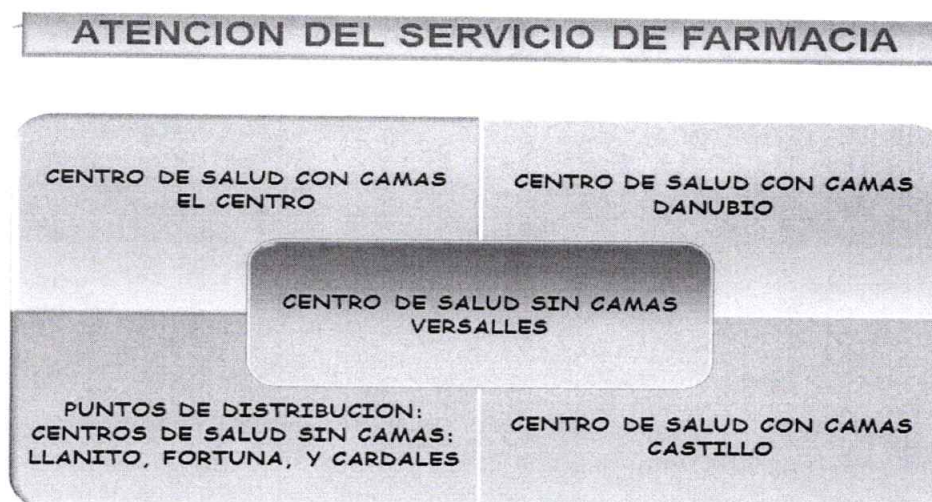 ATENCION DEL SERVICIO DE FARMACIA
CENTRO DE SALUD CON CAMAS
EL CENTRO
CENTRO DE SALUD CON CAMAS
DANUBIO
CENTRO DE SALUD SIN CAMAS
VERSALLES
PUNTOS DE DISTRIBUCION:
CENTROS DE SALUD SIN CAMAS:
LLANITO, FORTUNA, Y CARDALES
CENTRO DE SALUD CON CAMAS
CASTILLO